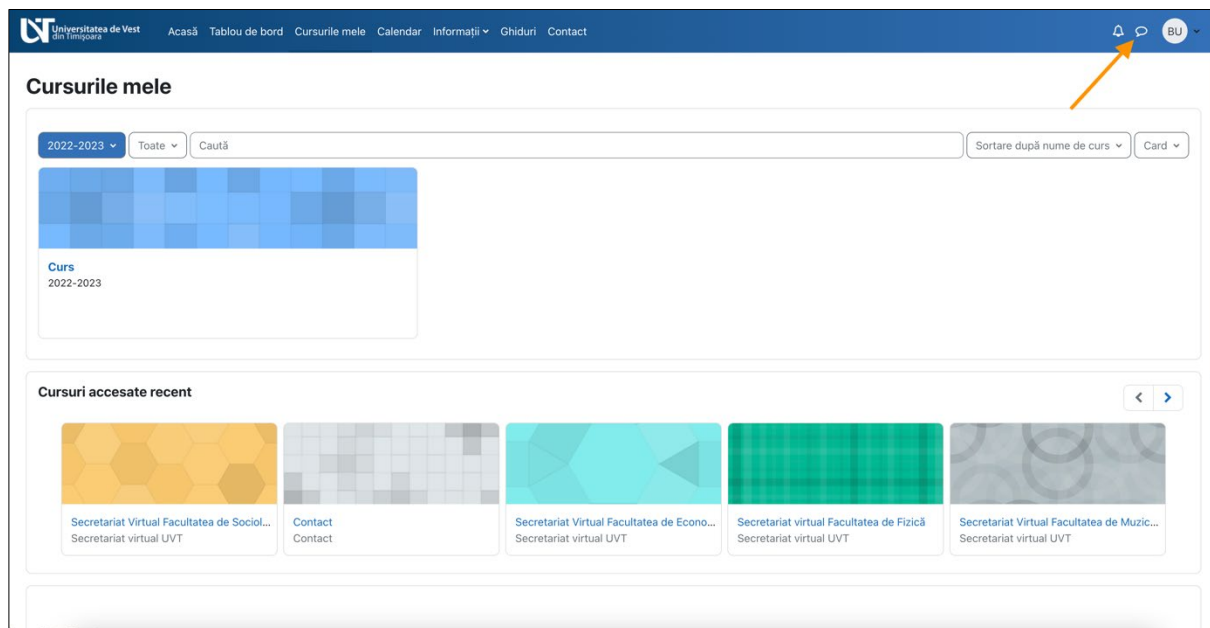 Universitatea de Vest
din Timișoara
Acasă Tablou de bord Cursurile mele Calendar Informații Ghiduri Contact
BU
Cursurile mele
2022-2023 Toate Caută Sortare după nume de curs Card
Curs
2022-2023
Cursuri accesate recent
Secretariat Virtual Facultatea de Sociol... Contact Secretariat Virtual Facultatea de Econo... Secretariat virtual Facultatea de Fizică Secretariat Virtual Facultatea de Muzic...
Secretariat virtual UVT Contact Secretariat virtual UVT Secretariat virtual UVT Secretariat virtual UVT